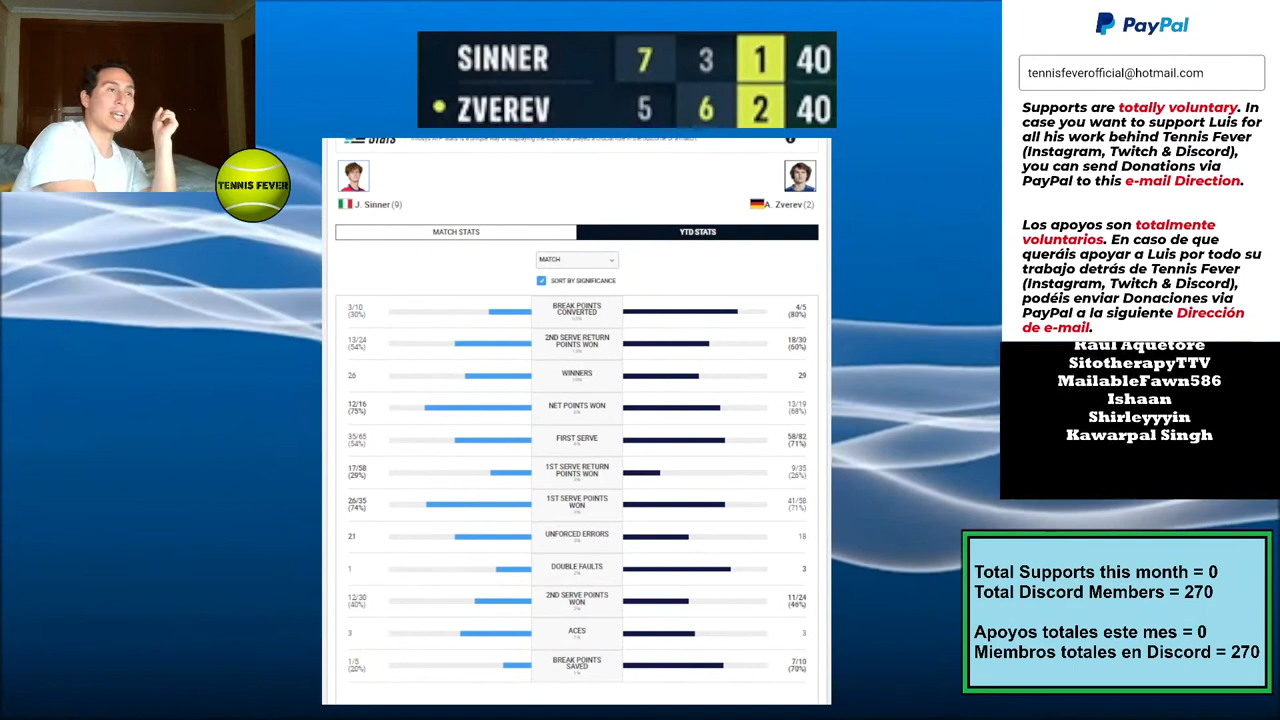 SINNER 7 3 1 40
ZVEREV 5 6 2 40
TENNIS FEVER
J. Sinner (9)
A. Zverev (2)
MATCH STATS
YTD STATS
MATCH
SORT BY SIGNIFICANCE
3/10
(30%)
BREAK POINTS
CONVERTED
4/5
(80%)
13/24
(54%)
2ND SERVE RETURN
POINTS WON
18/30
(60%)
26
WINNERS
29
12/16
(75%)
NET POINTS WON
13/19
(68%)
35/65
(54%)
FIRST SERVE
58/82
(71%)
17/58
(29%)
1ST SERVE RETURN
POINTS WON
9/35
(26%)
26/35
(74%)
1ST SERVE POINTS
WON
41/58
(71%)
21
UNFORCED ERRORS
18
1
DOUBLE FAULTS
3
12/30
(40%)
2ND SERVE POINTS
WON
11/24
(46%)
3
ACES
3
1/5
(20%)
BREAK POINTS
SAVED
7/10
(70%)
PayPal
tennisfeverofficial@hotmail.com
Supports are totally voluntary. In
case you want to support Luis for
all his work behind Tennis Fever
(Instagram, Twitch & Discord),
you can send Donations via
PayPal to this e-mail Direction.
Los apoyos son totalmente
voluntarios. En caso de que
queráis apoyar a Luis por todo su
trabajo detrás de Tennis Fever
(Instagram, Twitch & Discord),
podéis enviar Donaciones vía
PayPal a la siguiente Dirección
de e-mail.
Raul Aquetore
SitotherapyTTV
MailableFawn586
Ishaan
Shirleyyyin
Kawarpal Singh
Total Supports this month = 0
Total Discord Members = 270
Apoyos totales este mes = 0
Miembros totales en Discord = 270